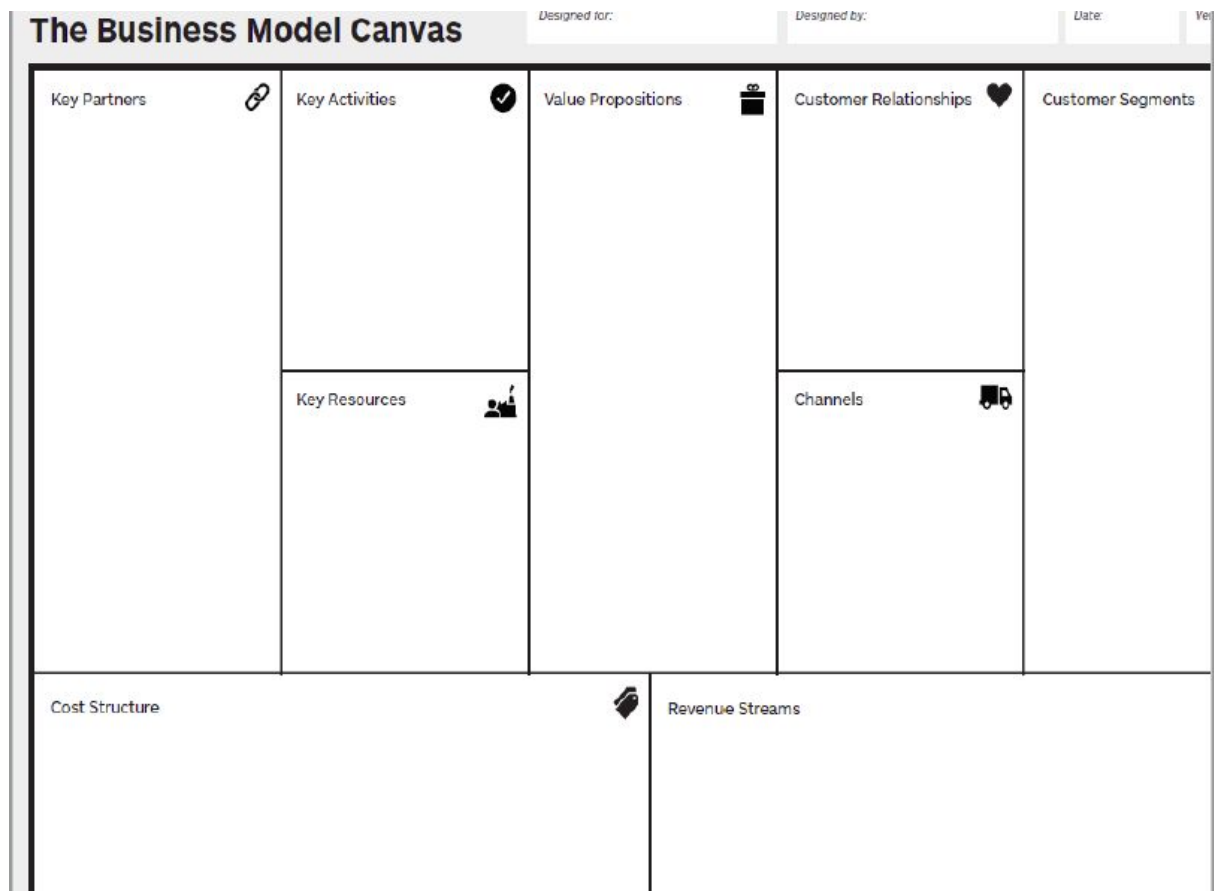 The Business Model Canvas
Designed for:
Designed by:
Date:
Key Partners
Key Activities
Value Propositions
Customer Relationships
Customer Segments
Key Resources
Channels
Cost Structure
Revenue Streams